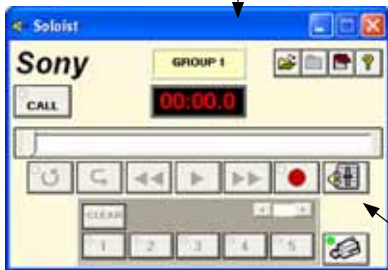 Soloist
Sony
GROUP 1
?
CALL
00:00.0
CLEAR
1 2 3 4 5